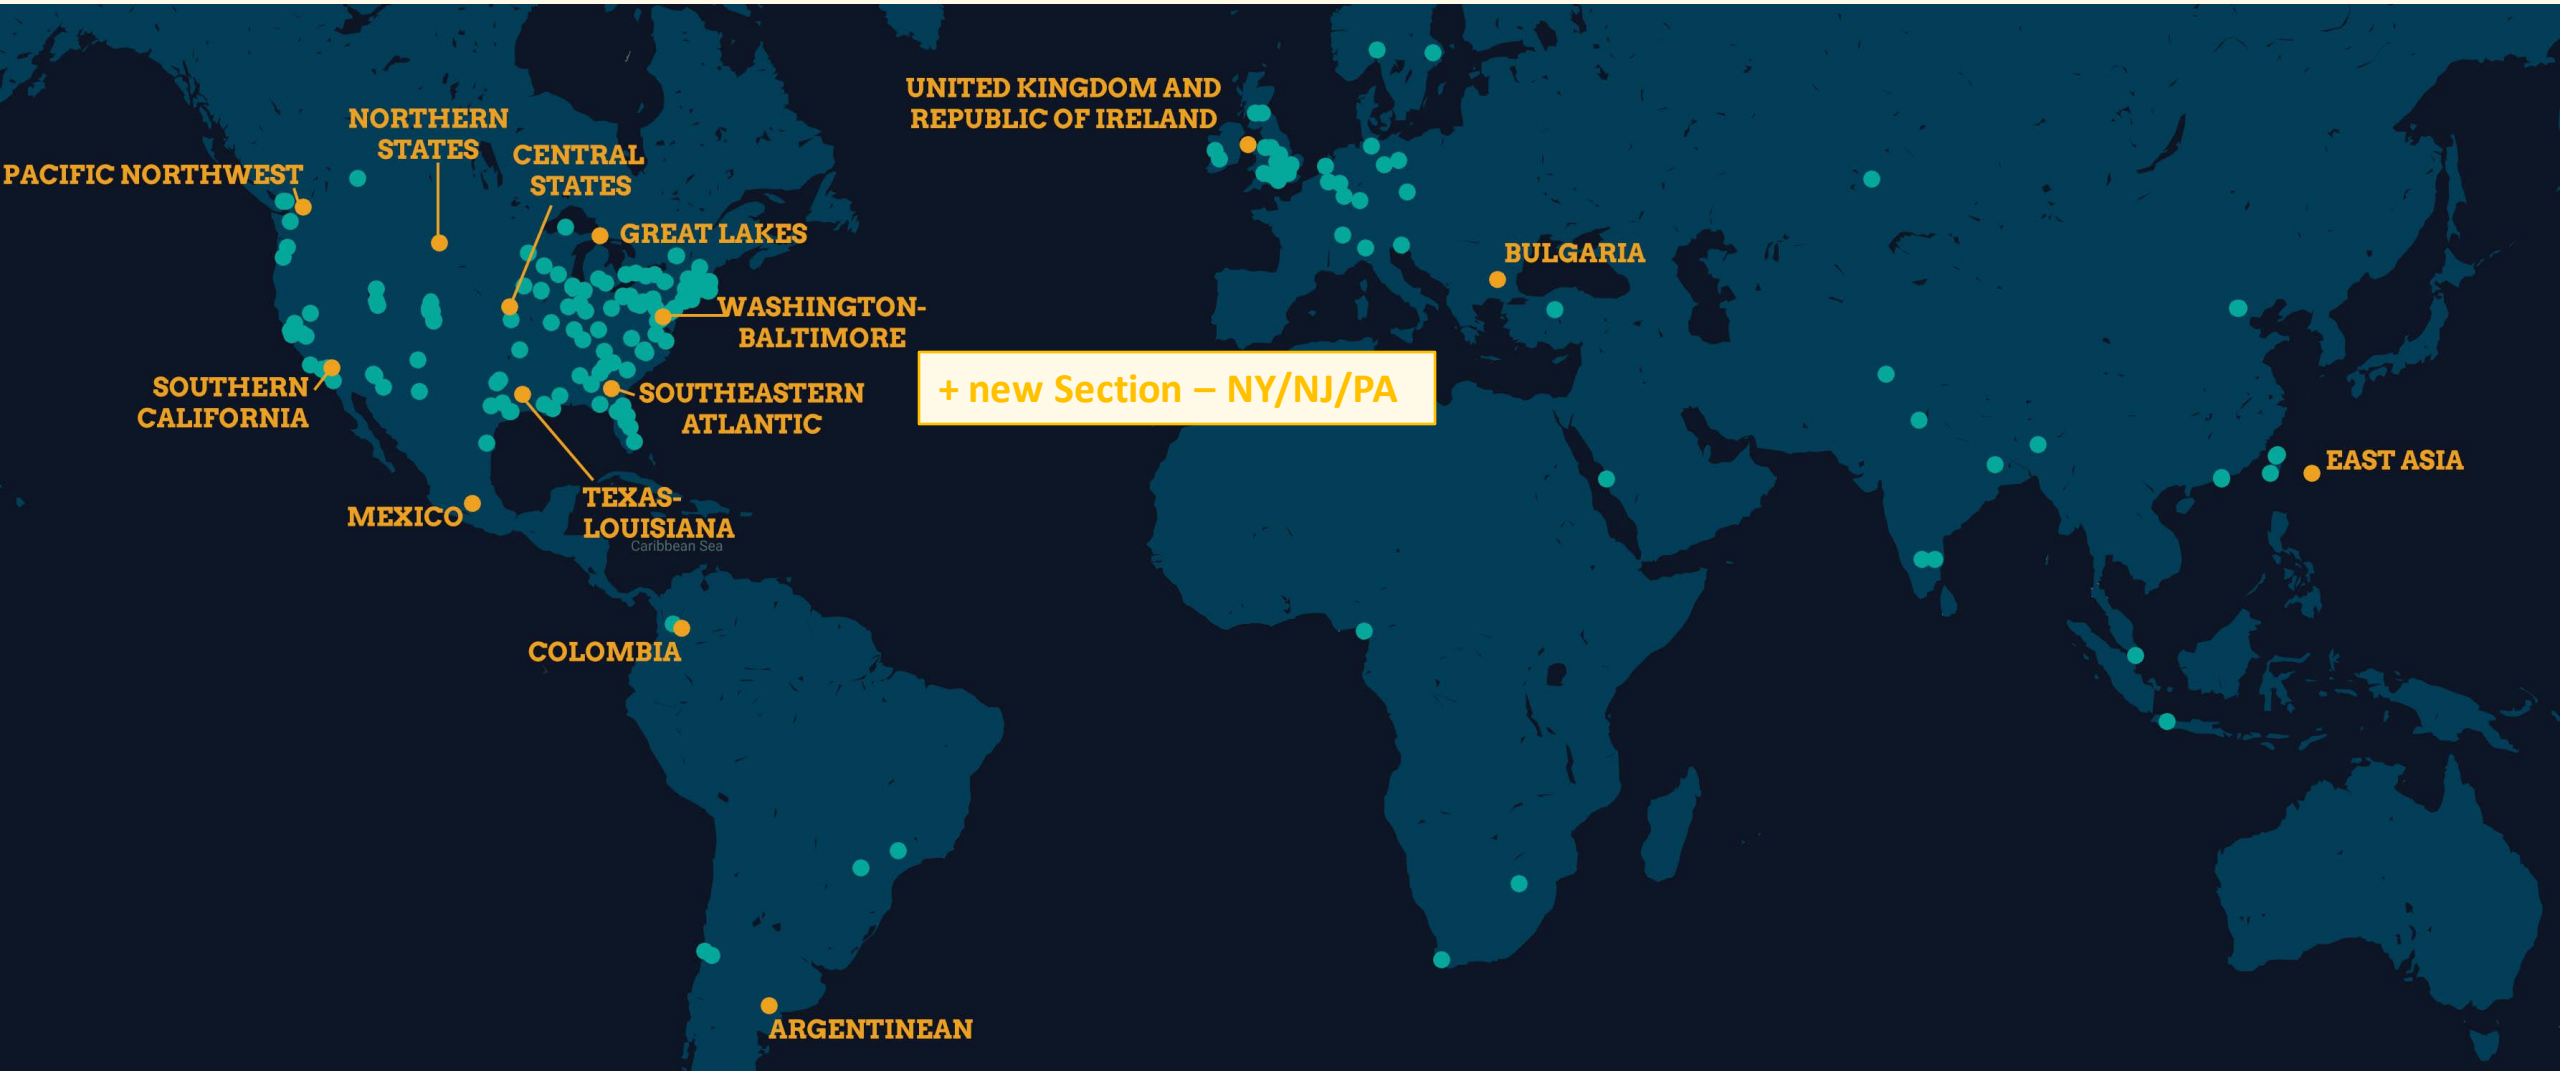 UNITED KINGDOM AND
REPUBLIC OF IRELAND
NORTHERN
STATES
CENTRAL
STATES
PACIFIC NORTHWEST
GREAT LAKES
BULGARIA
WASHINGTON-
BALTIMORE
+ new Section – NY/NJ/PA
SOUTHERN
CALIFORNIA
SOUTHEASTERN
ATLANTIC
EAST ASIA
MEXICO
TEXAS-
LOUISIANA
Caribbean Sea
COLOMBIA
ARGENTINEAN